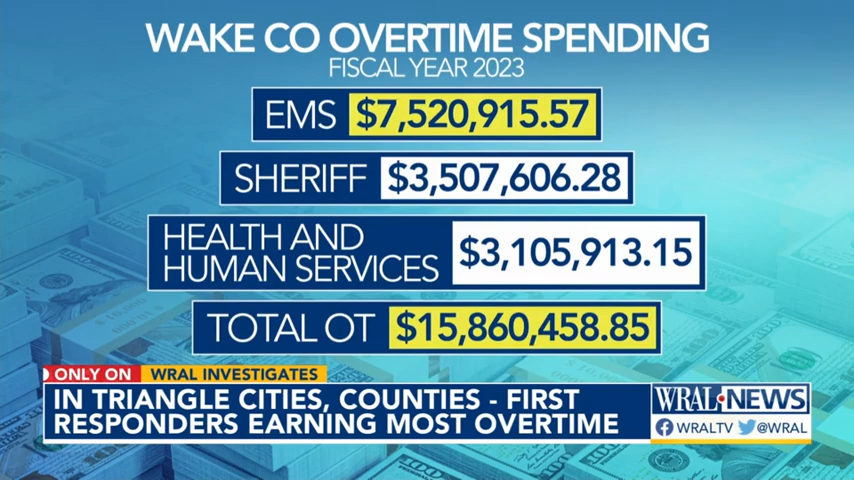 WAKE CO OVERTIME SPENDING
FISCAL YEAR 2023
EMS $7,520,915.57
SHERIFF $3,507,606.28
HEALTH AND
HUMAN SERVICES $3,105,913.15
TOTAL OT $15,860,458.85
ONLY ON WRAL INVESTIGATES
IN TRIANGLE CITIES, COUNTIES - FIRST
RESPONDERS EARNING MOST OVERTIME
WRAL NEWS
WRALTV @WRAL